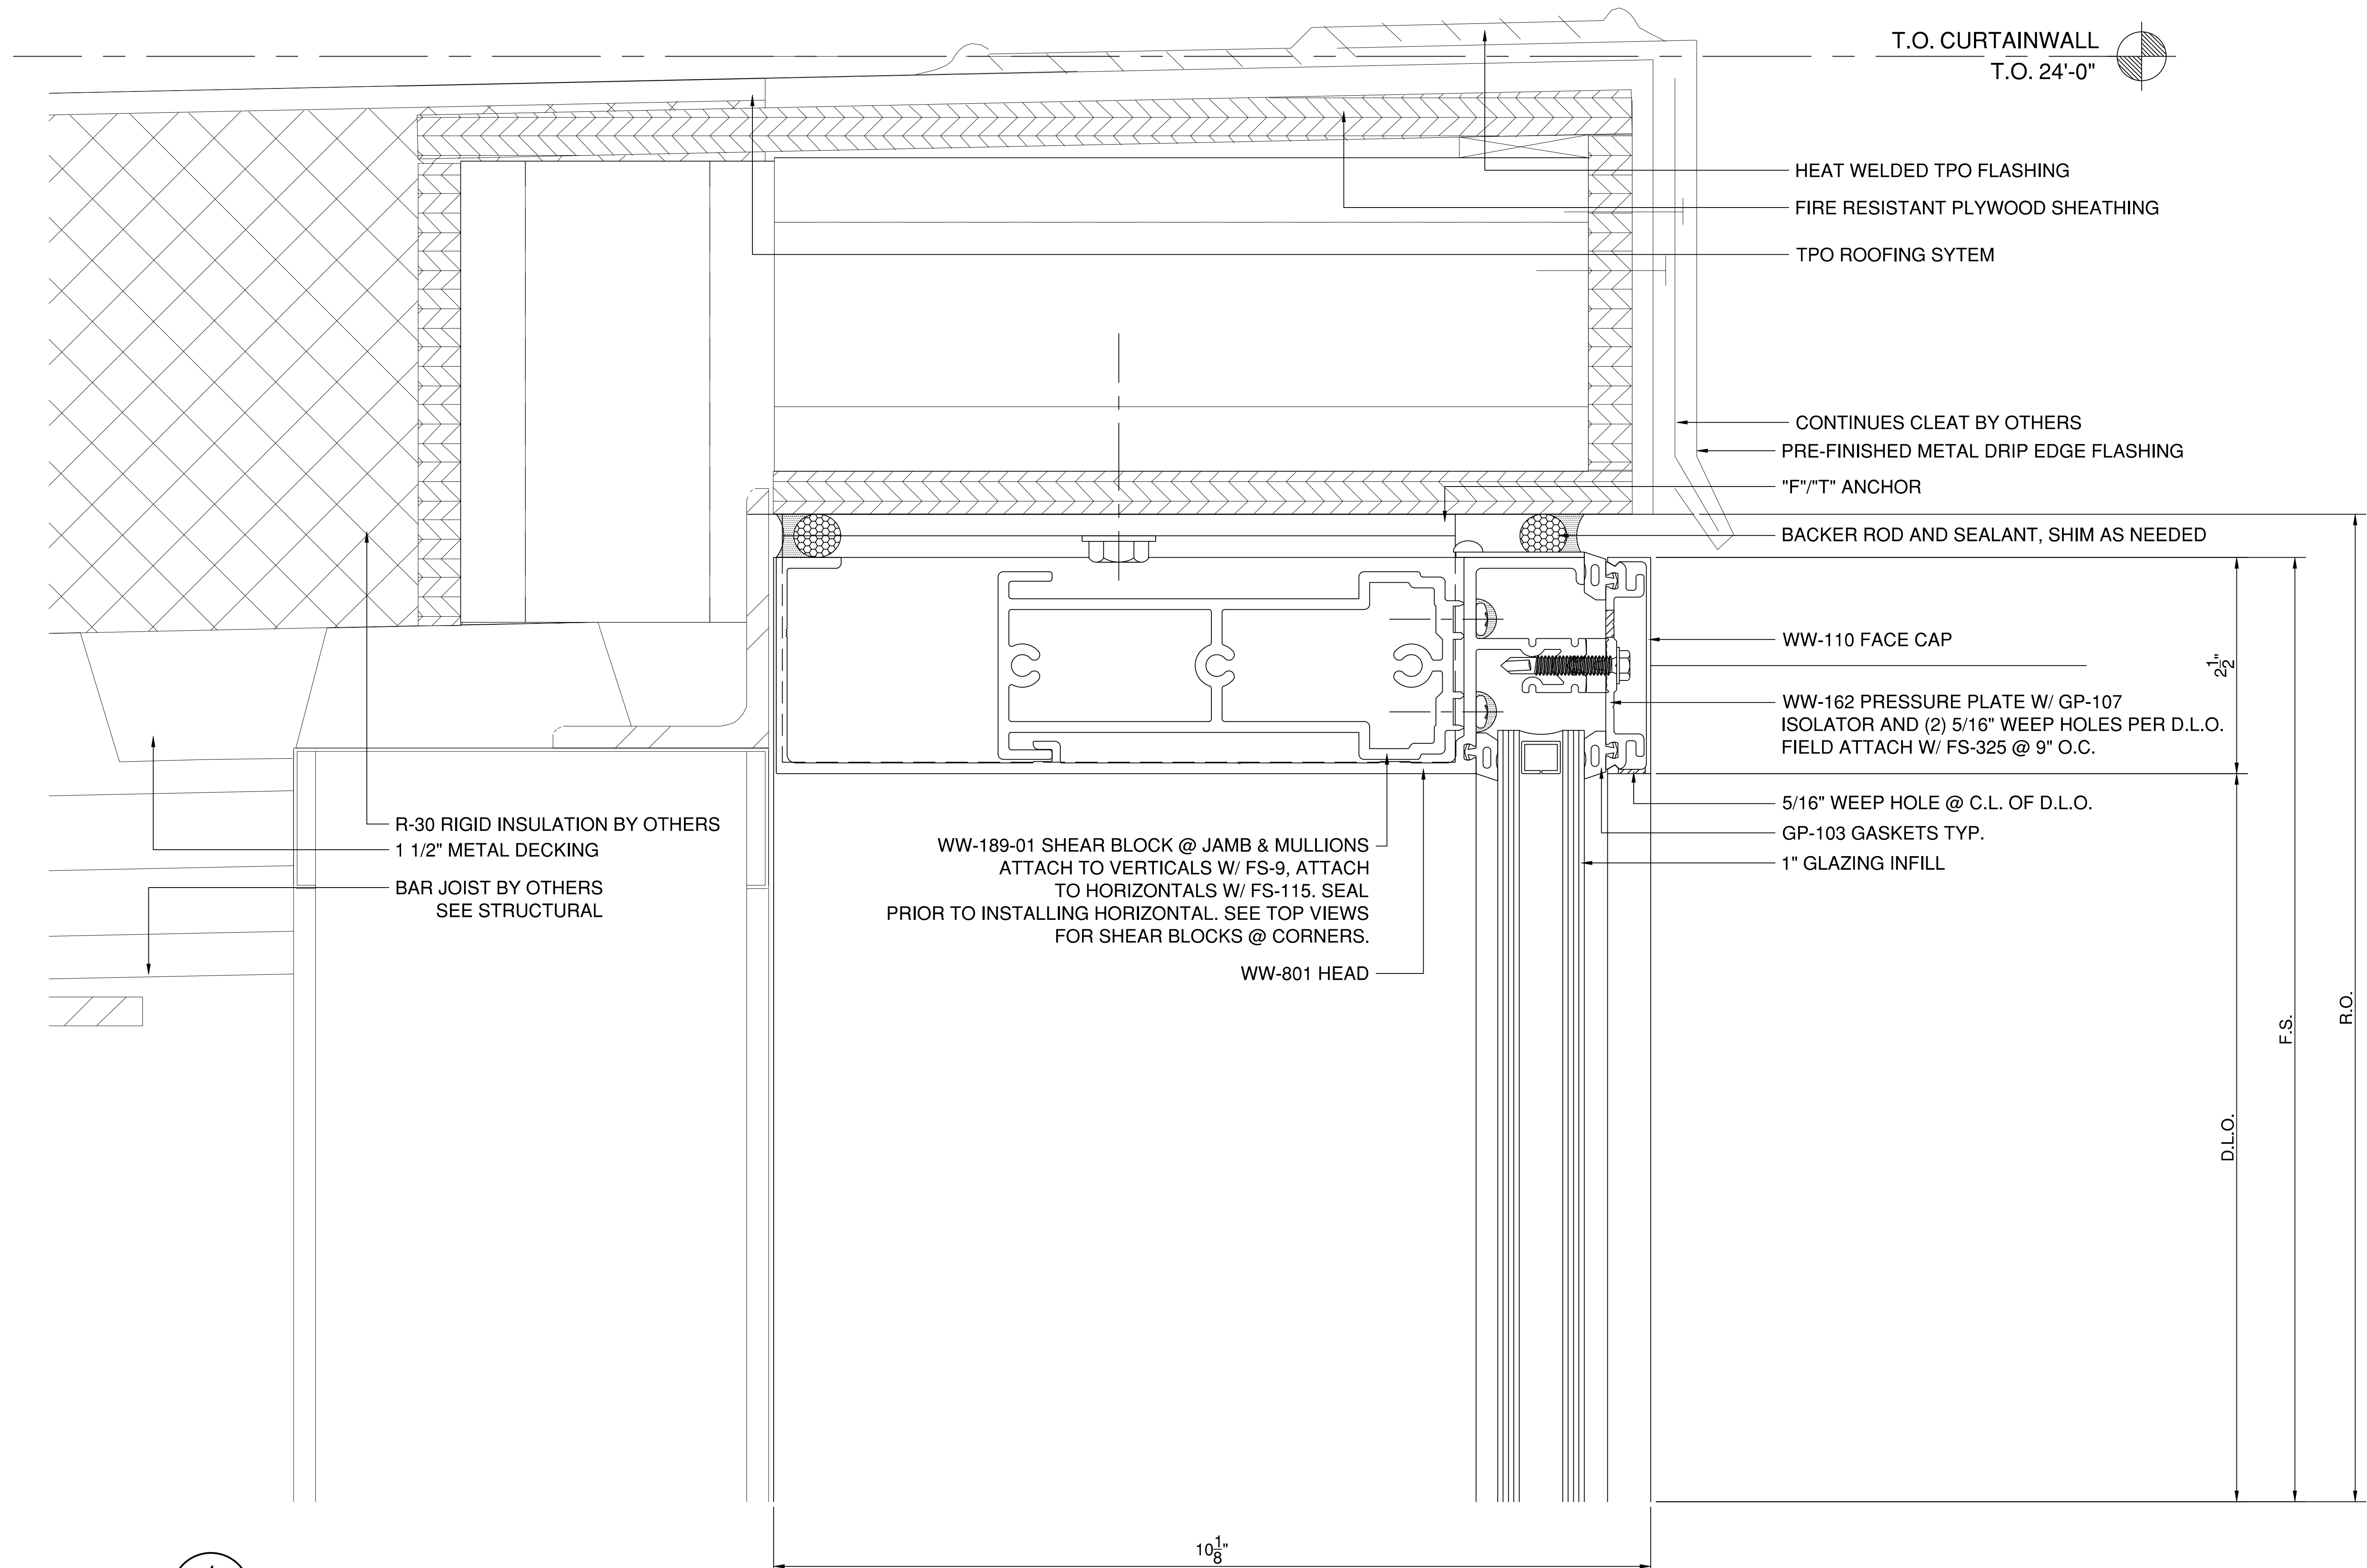 T.O. CURTAINWALL
T.O. 24'-0"
HEAT WELDED TPO FLASHING
FIRE RESISTANT PLYWOOD SHEATHING
TPO ROOFING SYTEM
CONTINUES CLEAT BY OTHERS
PRE-FINISHED METAL DRIP EDGE FLASHING
"F"/"T" ANCHOR
BACKER ROD AND SEALANT, SHIM AS NEEDED
WW-110 FACE CAP
2 1/2"
WW-162 PRESSURE PLATE W/ GP-107
ISOLATOR AND (2) 5/16" WEEP HOLES PER D.L.O.
FIELD ATTACH W/ FS-325 @ 9" O.C.
5/16" WEEP HOLE @ C.L. OF D.L.O.
GP-103 GASKETS TYP.
1" GLAZING INFILL
R-30 RIGID INSULATION BY OTHERS
1 1/2" METAL DECKING
BAR JOIST BY OTHERS
SEE STRUCTURAL
WW-189-01 SHEAR BLOCK @ JAMB & MULLIONS
ATTACH TO VERTICALS W/ FS-9, ATTACH
TO HORIZONTALS W/ FS-115. SEAL
PRIOR TO INSTALLING HORIZONTAL. SEE TOP VIEWS
FOR SHEAR BLOCKS @ CORNERS.
WW-801 HEAD
D.L.O.
F.S.
R.O.
10 1/8"